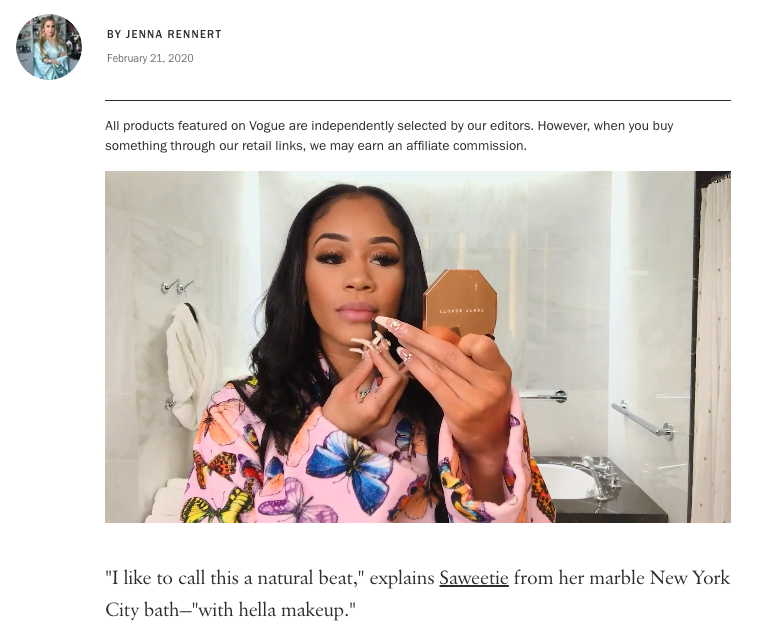 BY JENNA RENNERT
February 21, 2020
All products featured on Vogue are independently selected by our editors. However, when you buy
something through our retail links, we may earn an affiliate commission.
FENTY BEAUTY
"I like to call this a natural beat," explains Saweetie from her marble New York
City bath—"with hella makeup."